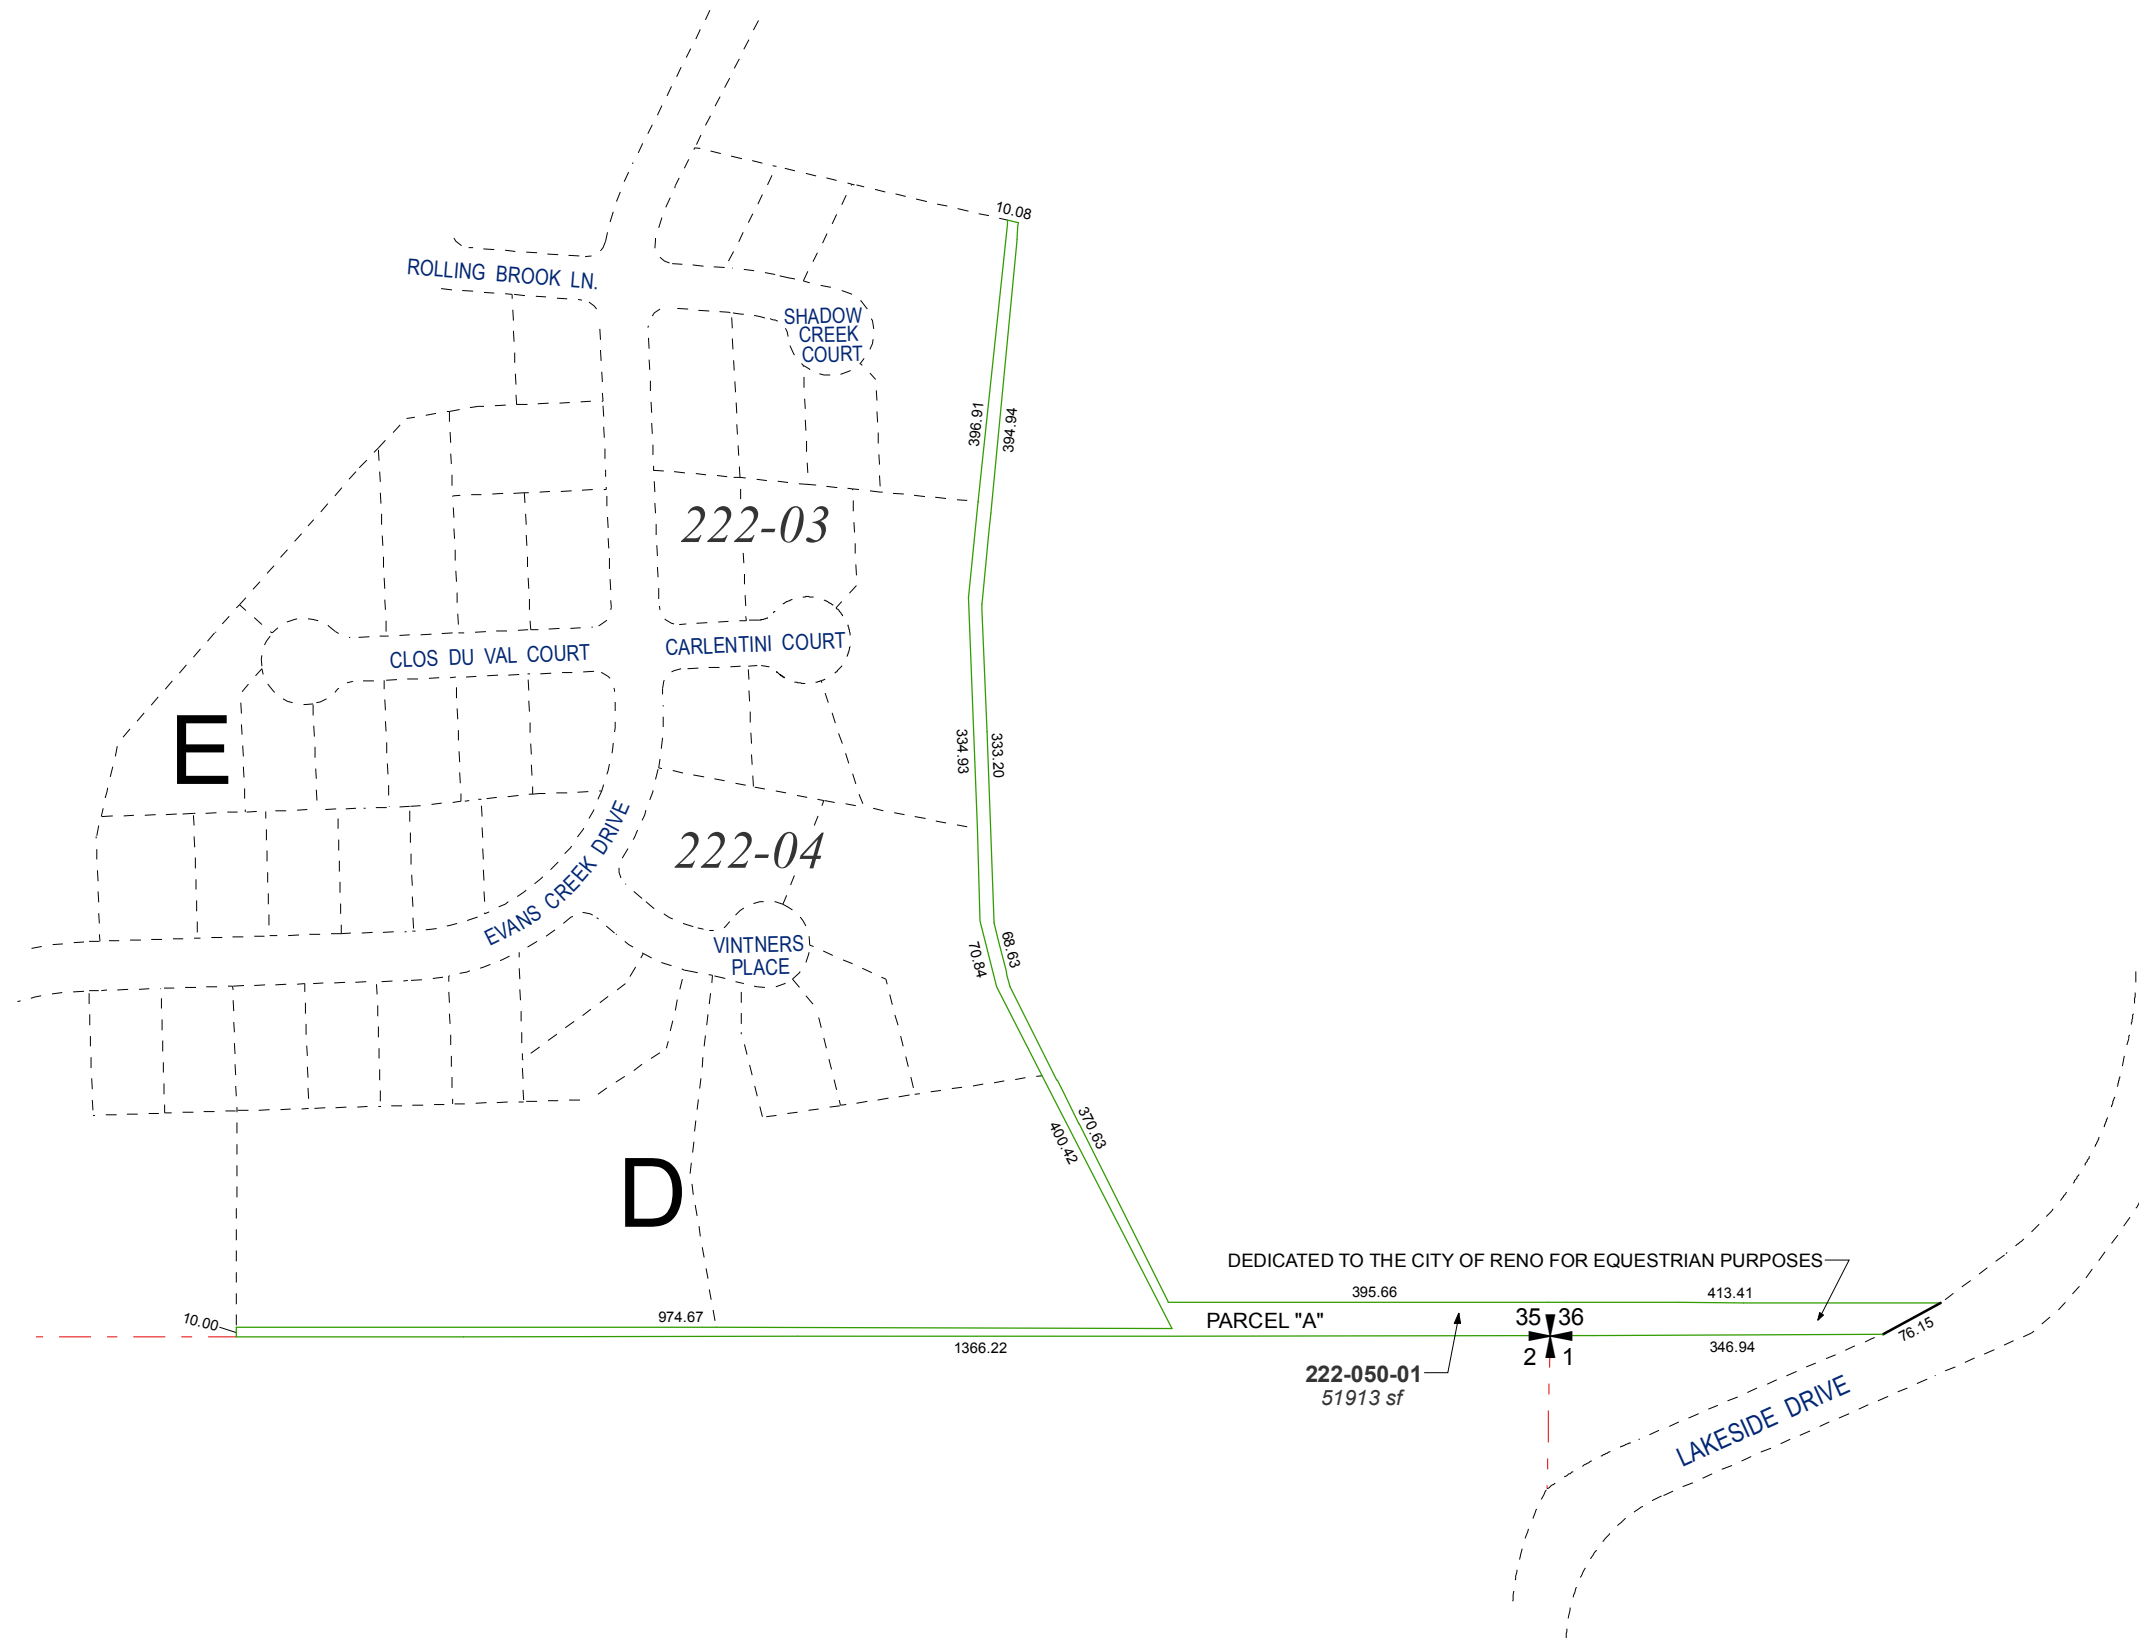 10.08
ROLLING BROOK LN.
SHADOW
CREEK
COURT
396.91
394.94
222-03
CLOS DU VAL COURT
CARLENTINI COURT
E
334.93
333.20
EVANS CREEK DRIVE
222-04
VINTNERS
PLACE
70.84
68.63
400.42
370.63
D
DEDICATED TO THE CITY OF RENO FOR EQUESTRIAN PURPOSES
395.66
413.41
10.00
974.67
PARCEL "A"
35 36
2 1
1366.22
346.94
76.15
222-050-01
51913 sf
LAKESIDE DRIVE